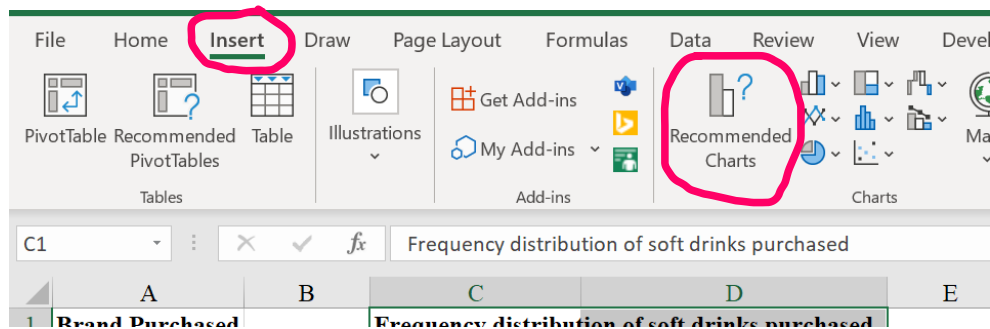 File Home Insert Draw Page Layout Formulas Data Review View Devel
PivotTable Recommended PivotTables Table Illustrations
Get Add-ins
My Add-ins
Recommended Charts
Ma
Tables Add-ins Charts
C1 fx Frequency distribution of soft drinks purchased
A B C D E
1 Brand Purchased Frequency distribution of soft drinks purchased